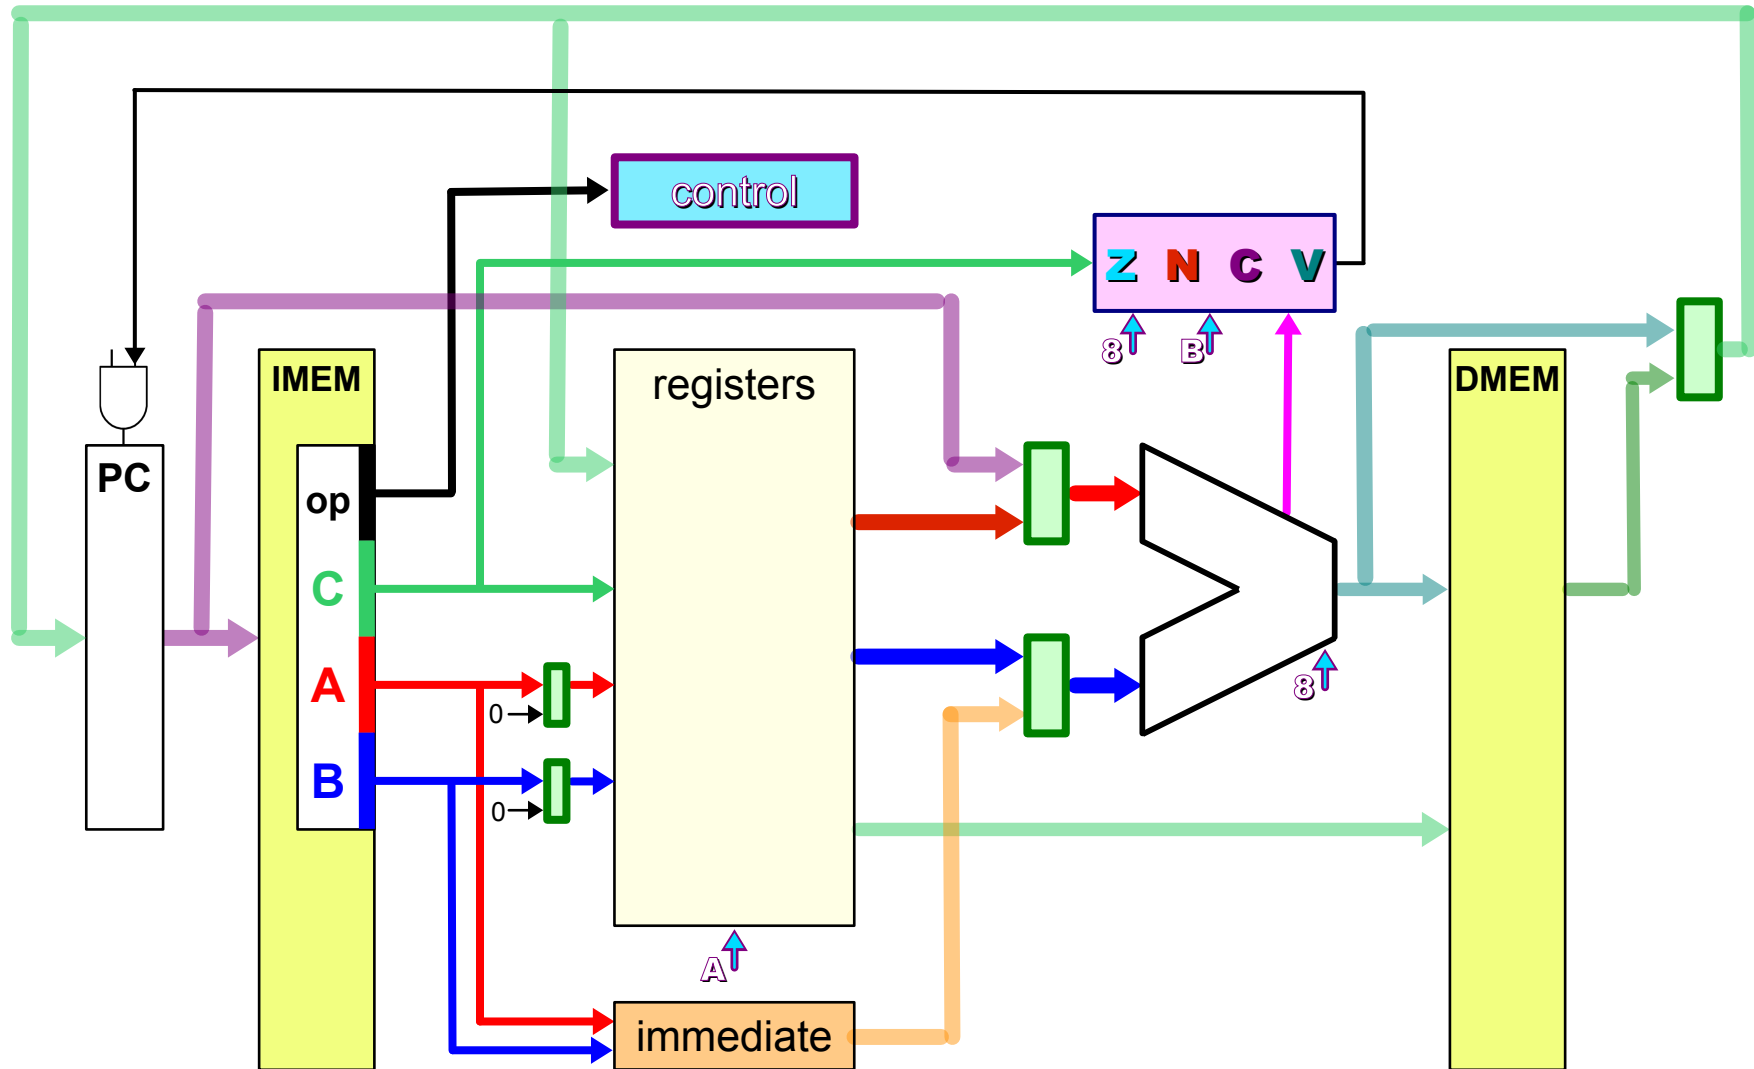 control
Z N C V
8
B
IMEM
registers
DMEM
PC
op
C
A
0
8
B
0
A
immediate